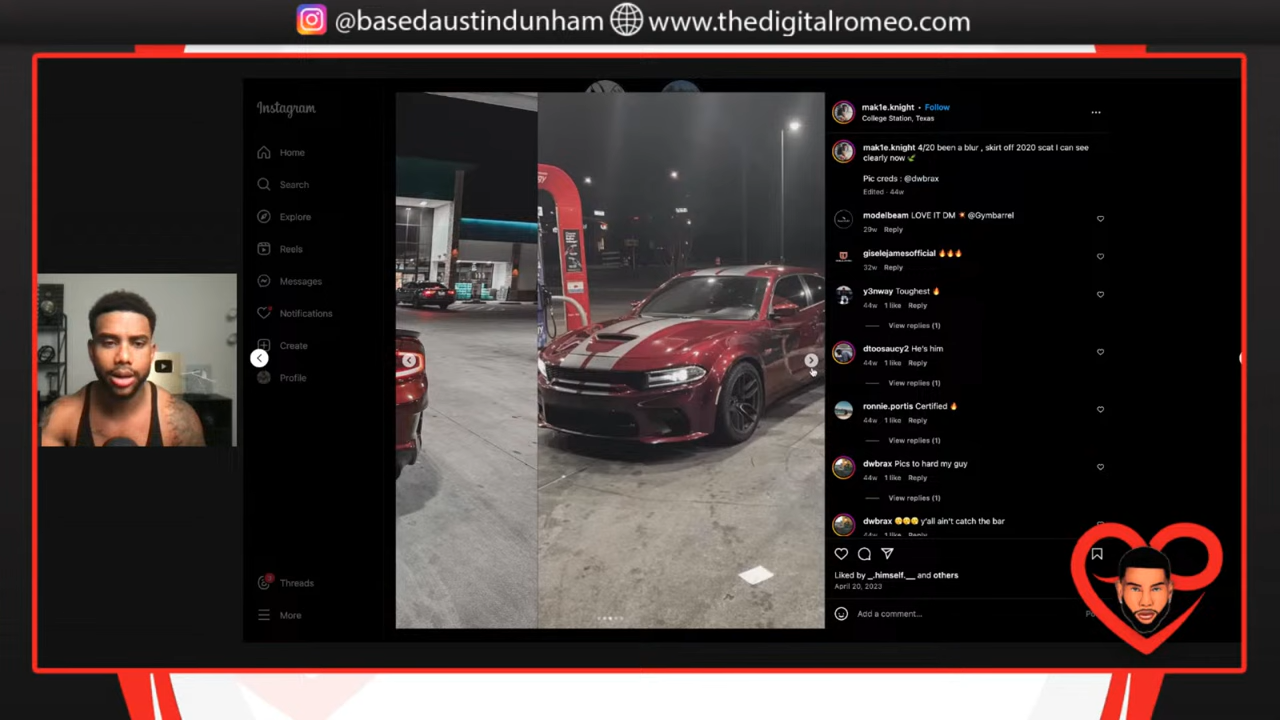 @basedaustindunham www.thedigitalromeo.com
Instagram
Home
Search
Explore
Reels
Messages
Notifications
Create
Profile
Threads
More
mak1e.knight • Follow
College Station, Texas
mak1e.knight 4/20 been a blur , skirt off 2020 scat I can see
clearly now
Pic creds : @dwbrax
Edited · 44w
modelbeam LOVE IT DM 💥 @Gymbarrel
29w Reply
giselejamesofficial 🔥🔥🔥
32w Reply
y3nway Toughest 🔥
44w 1 like Reply
View replies (1)
dtoosaucy2 He's him
44w 1 like Reply
View replies (1)
ronnie.portis Certified 🔥
44w 1 like Reply
View replies (1)
dwbrax Pics to hard my guy
44w 1 like Reply
View replies (1)
dwbrax y'all ain't catch the bar
44w 1 like Reply
Liked by _.himself.__ and others
April 20, 2023
Add a comment...